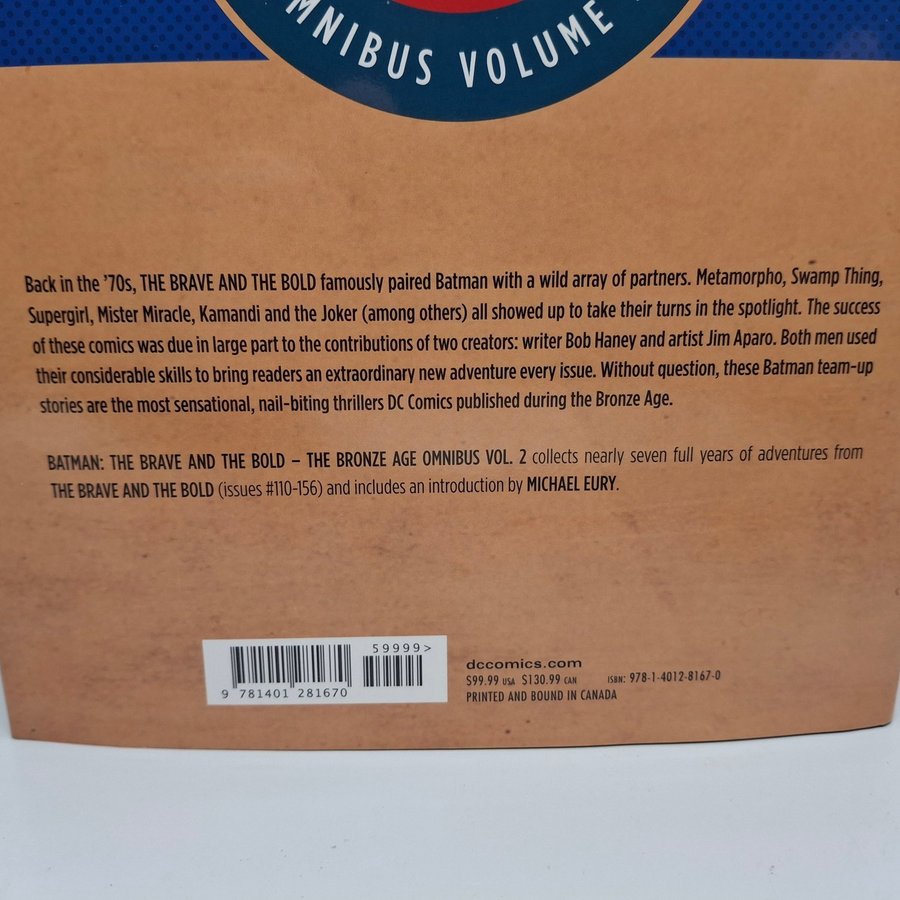 OMNIBUS VOLUME
Back in the ’70s, THE BRAVE AND THE BOLD famously paired Batman with a wild array of partners. Metamorpho, Swamp Thing,
Supergirl, Mister Miracle, Kamandi and the Joker (among others) all showed up to take their turns in the spotlight. The success
of these comics was due in large part to the contributions of two creators: writer Bob Haney and artist Jim Aparo. Both men used
their considerable skills to bring readers an extraordinary new adventure every issue. Without question, these Batman team-up
stories are the most sensational, nail-biting thrillers DC Comics published during the Bronze Age.
BATMAN: THE BRAVE AND THE BOLD – THE BRONZE AGE OMNIBUS VOL. 2 collects nearly seven full years of adventures from
THE BRAVE AND THE BOLD (issues #110-156) and includes an introduction by MICHAEL EURY.
59999>
9 781401 281670
dccomics.com
$99.99 USA $130.99 CAN ISBN: 978-1-4012-8167-0
PRINTED AND BOUND IN CANADA